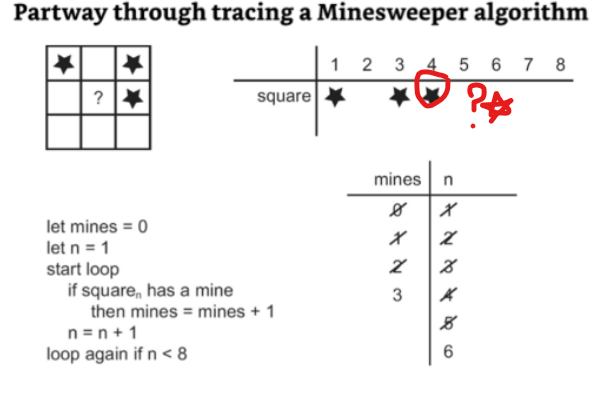 Partway through tracing a Minesweeper algorithm
1 2 3 4 5 6 7 8
?
square
?
mines n
0 1
1 2
2 3
3 4
5
6
let mines = 0
let n = 1
start loop
if squareₙ has a mine
then mines = mines + 1
n = n + 1
loop again if n < 8